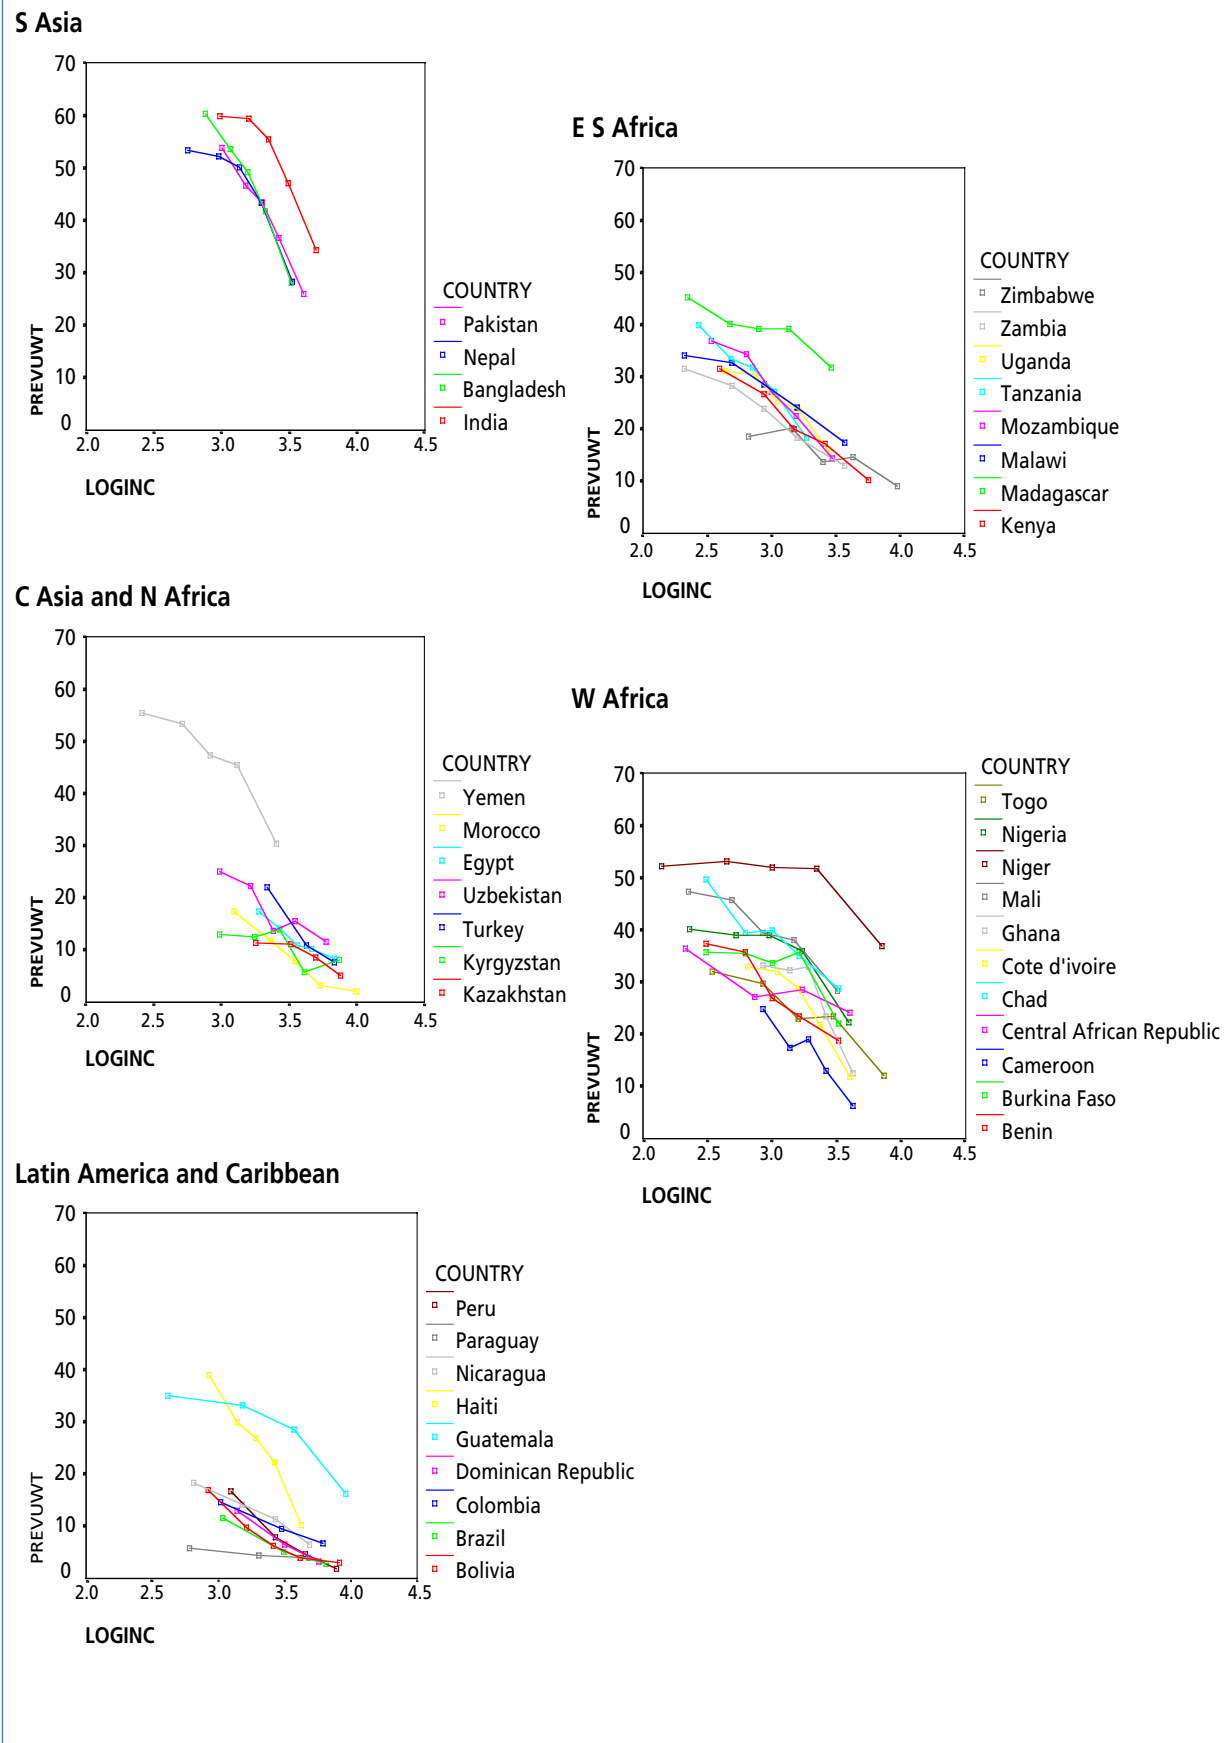 S Asia
70
60
50
40
30
20
10
0
PREVUWT
2.0 2.5 3.0 3.5 4.0 4.5
LOGINC
COUNTRY
Pakistan
Nepal
Bangladesh
India
E S Africa
70
60
50
40
30
20
10
0
PREVUWT
2.0 2.5 3.0 3.5 4.0 4.5
LOGINC
COUNTRY
Zimbabwe
Zambia
Uganda
Tanzania
Mozambique
Malawi
Madagascar
Kenya
C Asia and N Africa
70
60
50
40
30
20
10
0
PREVUWT
2.0 2.5 3.0 3.5 4.0 4.5
LOGINC
COUNTRY
Yemen
Morocco
Egypt
Uzbekistan
Turkey
Kyrgyzstan
Kazakhstan
W Africa
70
60
50
40
30
20
10
0
PREVUWT
2.0 2.5 3.0 3.5 4.0 4.5
LOGINC
COUNTRY
Togo
Nigeria
Niger
Mali
Ghana
Cote d'ivoire
Chad
Central African Republic
Cameroon
Burkina Faso
Benin
Latin America and Caribbean
70
60
50
40
30
20
10
0
PREVUWT
2.0 2.5 3.0 3.5 4.0 4.5
LOGINC
COUNTRY
Peru
Paraguay
Nicaragua
Haiti
Guatemala
Dominican Republic
Colombia
Brazil
Bolivia